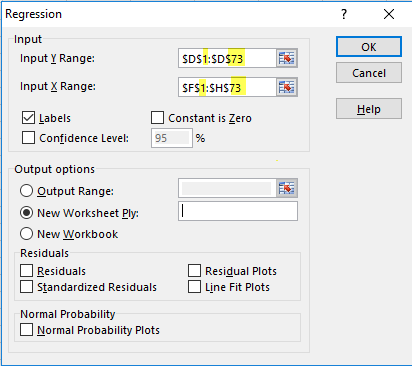 Regression
? ×
Input
Input Y Range: $D$1:$D$73
Input X Range: $F$1:$H$73
Labels Constant is Zero
Confidence Level: 95 %
OK
Cancel
Help
Output options
Output Range:
New Worksheet Ply:
New Workbook
Residuals
Residuals Residual Plots
Standardized Residuals Line Fit Plots
Normal Probability
Normal Probability Plots